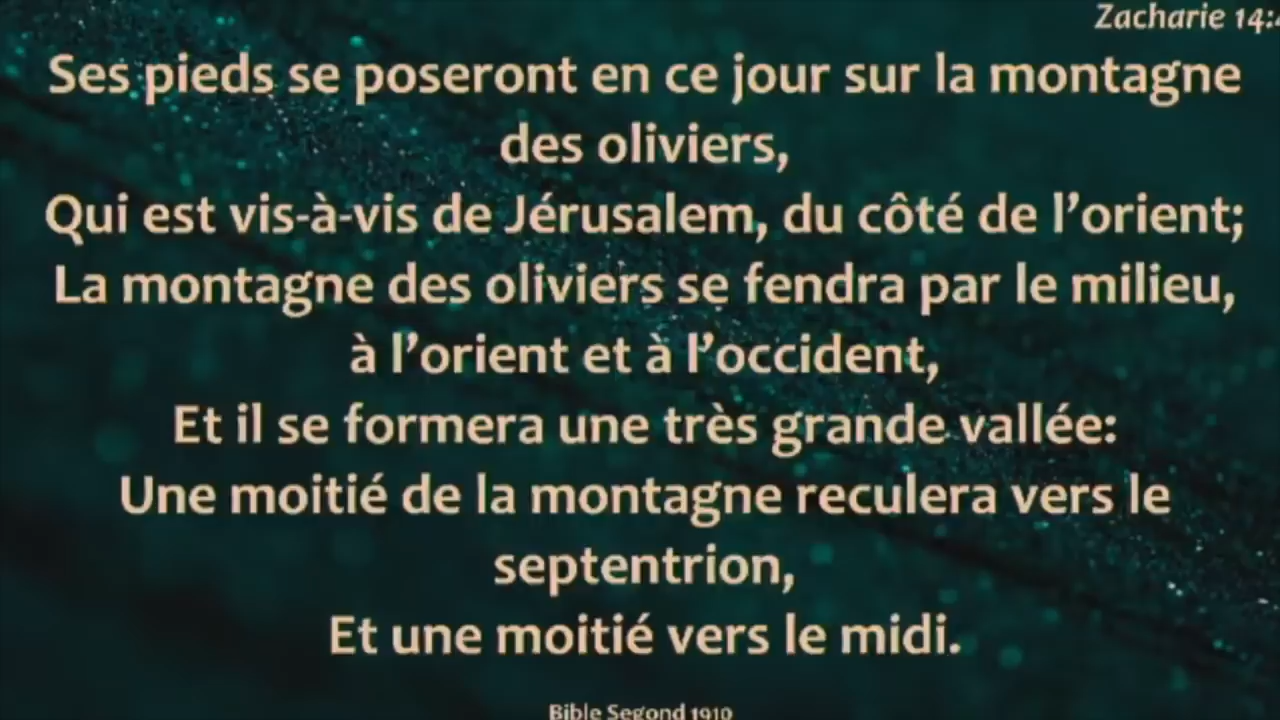 Zacharie 14:4
Ses pieds se poseront en ce jour sur la montagne
des oliviers,
Qui est vis-à-vis de Jérusalem, du côté de l’orient;
La montagne des oliviers se fendra par le milieu,
à l’orient et à l’occident,
Et il se formera une très grande vallée:
Une moitié de la montagne reculera vers le
septentrion,
Et une moitié vers le midi.
Bible Segond 1910